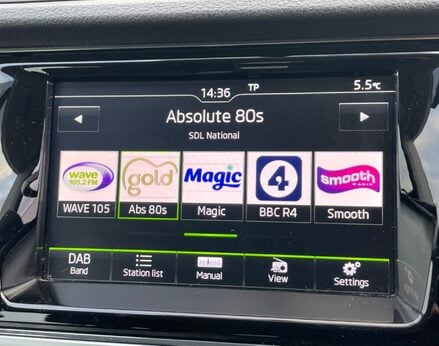 14:36 TP 5.5°C
Absolute 80s
SDL National
wave
105.2 FM
gold
Magic
4
smooth
RADIO
WAVE 105 Abs 80s Magic BBC R4 Smooth
DAB
Band
Station list
Manual
View
Settings